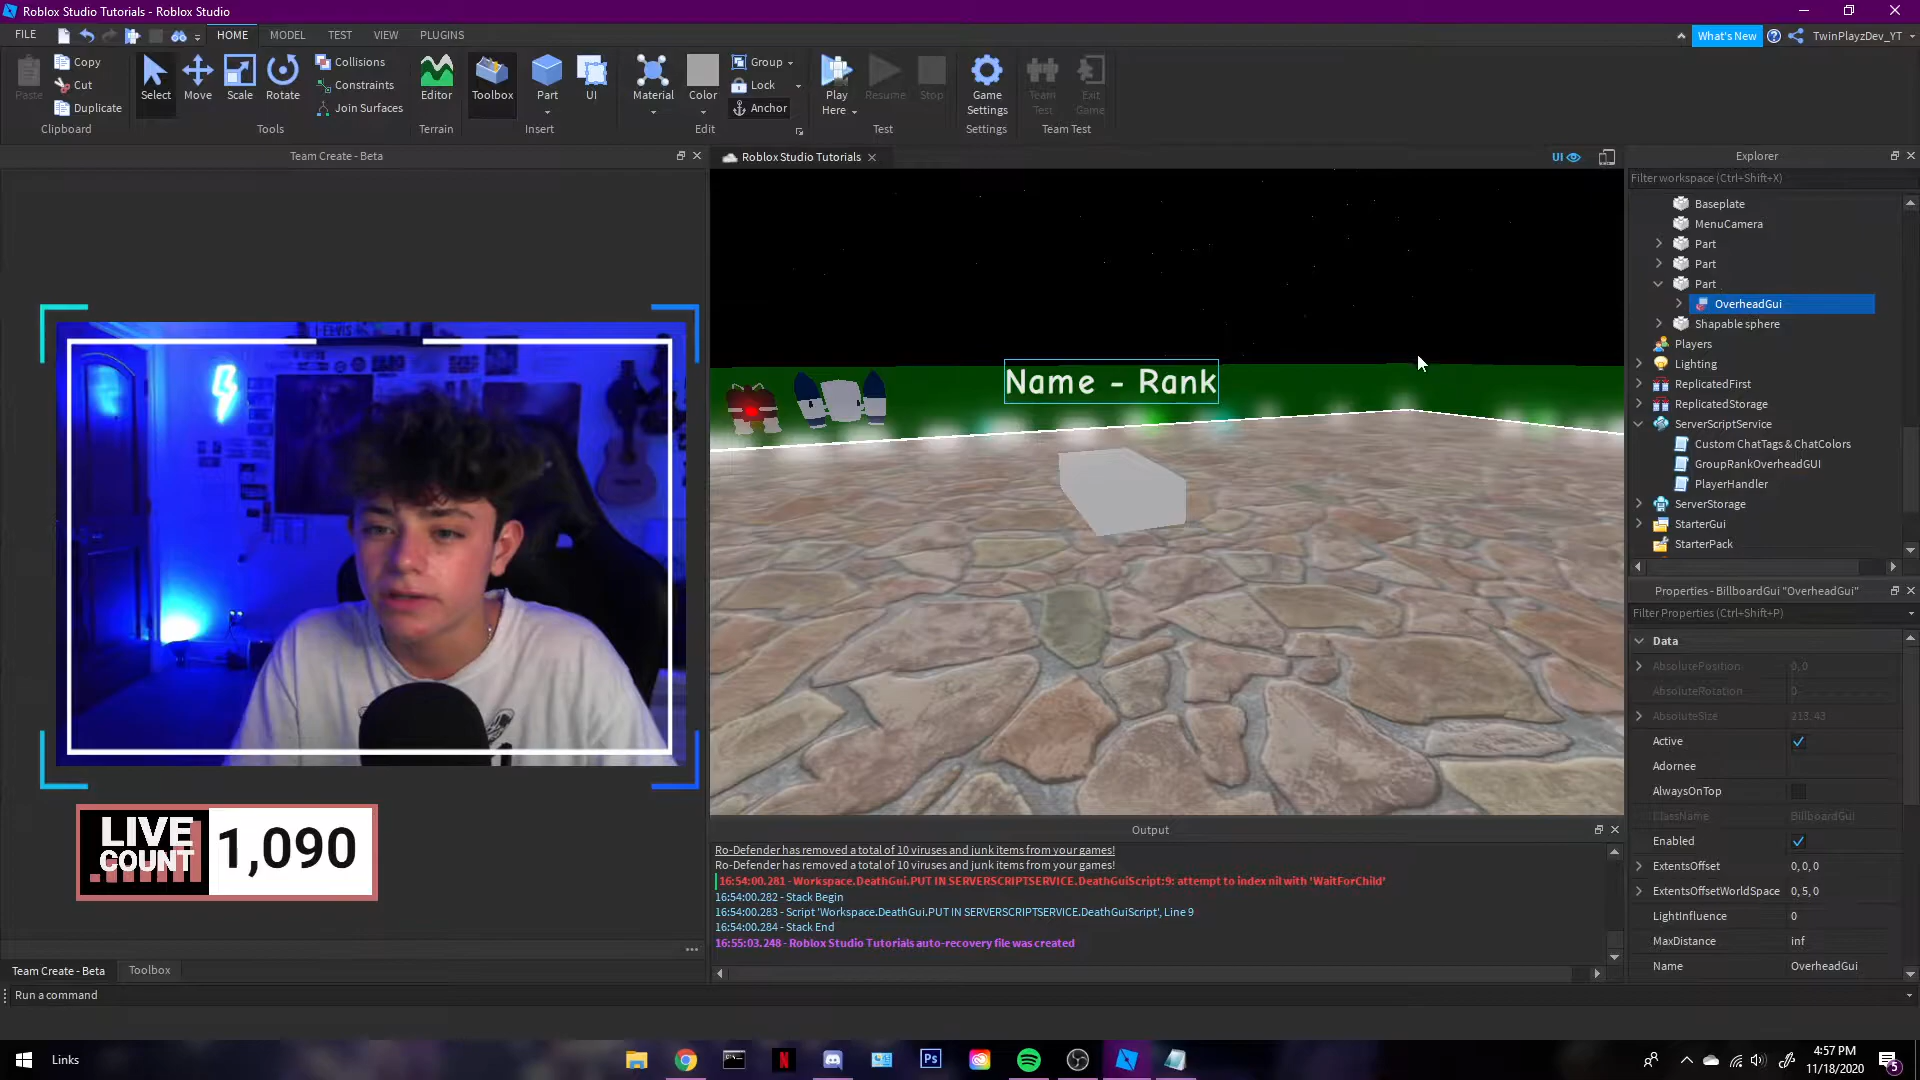 Roblox Studio Tutorials - Roblox Studio
FILE
HOME
MODEL
TEST
VIEW
PLUGINS
What's New
TwinPlayzDev_YT
Paste
Copy
Cut
Duplicate
Clipboard
Select
Move
Scale
Rotate
Collisions
Constraints
Join Surfaces
Tools
Editor
Terrain
Toolbox
Part
UI
Insert
Material
Color
Group
Lock
Anchor
Edit
Play
Here
Resume
Stop
Test
Game
Settings
Settings
Team
Test
Exit
Game
Team Test
Team Create - Beta
Roblox Studio Tutorials
UI
Name - Rank
LIVE
COUNT
1,090
Explorer
Filter workspace (Ctrl+Shift+X)
Baseplate
MenuCamera
Part
Part
Part
OverheadGui
Shapable sphere
Players
Lighting
ReplicatedFirst
ReplicatedStorage
ServerScriptService
Custom ChatTags & ChatColors
GroupRankOverheadGUI
PlayerHandler
ServerStorage
StarterGui
StarterPack
Properties - BillboardGui "OverheadGui"
Filter Properties (Ctrl+Shift+P)
Data
AbsolutePosition 0, 0
AbsoluteRotation 0
AbsoluteSize 213, 43
Active
Adornee
AlwaysOnTop
ClassName BillboardGui
Enabled
ExtentsOffset 0, 0, 0
ExtentsOffsetWorldSpace 0, 5, 0
LightInfluence 0
MaxDistance inf
Name OverheadGui
Output
Ro-Defender has removed a total of 10 viruses and junk items from your games!
Ro-Defender has removed a total of 10 viruses and junk items from your games!
16:54:00.281 - Workspace.DeathGui.PUT IN SERVERSCRIPTSERVICE.DeathGuiScript:9: attempt to index nil with 'WaitForChild'
16:54:00.282 - Stack Begin
16:54:00.283 - Script 'Workspace.DeathGui.PUT IN SERVERSCRIPTSERVICE.DeathGuiScript', Line 9
16:54:00.284 - Stack End
16:55:03.248 - Roblox Studio Tutorials auto-recovery file was created
Team Create - Beta
Toolbox
Run a command
Links
Ps
4:57 PM
11/18/2020
5